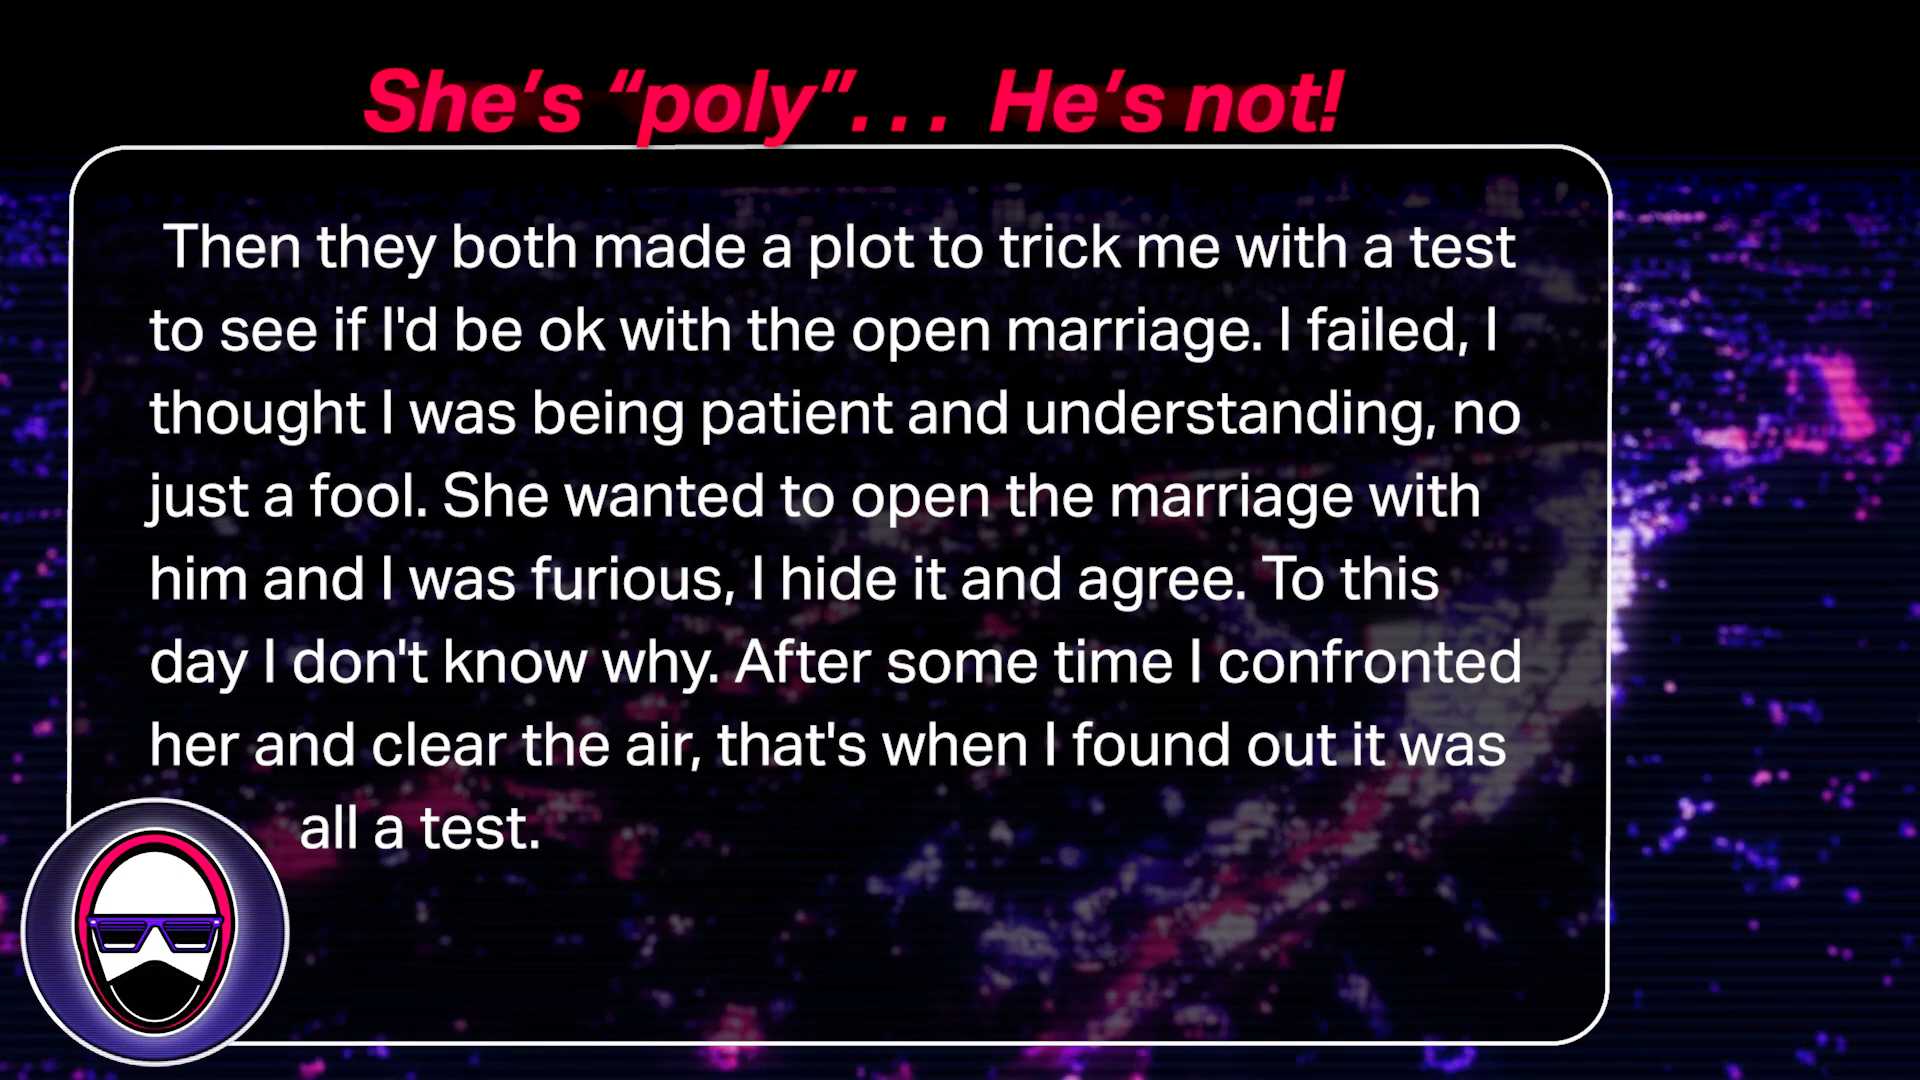 She's “poly”... He's not!
Then they both made a plot to trick me with a test
to see if I'd be ok with the open marriage. I failed, I
thought I was being patient and understanding, no
just a fool. She wanted to open the marriage with
him and I was furious, I hide it and agree. To this
day I don't know why. After some time I confronted
her and clear the air, that's when I found out it was
all a test.